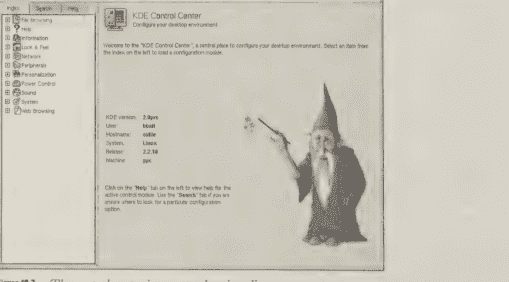 Index Search Help
File Browsing
Help
Information
Look & Feel
Network
Peripherals
Personalization
Power Control
Sound
System
Web Browsing
KDE Control Center
Configure your desktop environment.
Welcome to the "KDE Control Center", a central place to configure your desktop environment. Select an item from
the index on the left to load a configuration module.
KDE version:
User:
Hostname:
System: Linux
Release: 2.2.18
Machine: ppc
Click on the "Help" tab on the left to view help for the
active control module. Use the "Search" tab if you are
unsure where to look for a particular configuration
option.